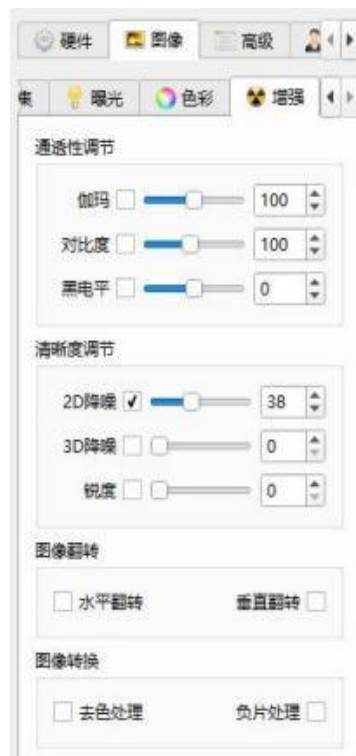 硬件 图像 高级
集 曝光 色彩 增强
通透性调节
伽玛 100
对比度 100
黑电平 0
清晰度调节
2D降噪 38
3D降噪 0
锐度 0
图像翻转
水平翻转 垂直翻转
图像转换
去色处理 负片处理